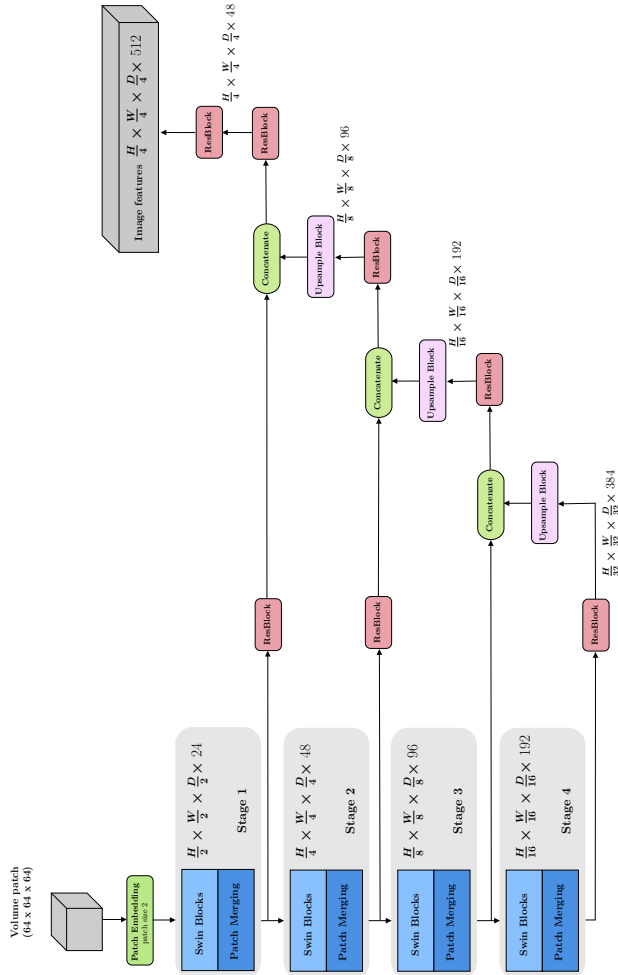 Volume patch
(64 x 64 x 64)
Patch Embedding
patch size 2
Swin Blocks
Patch Merging
H/2 × W/2 × D/2 × 24
Stage 1
Swin Blocks
Patch Merging
H/4 × W/4 × D/4 × 48
Stage 2
Swin Blocks
Patch Merging
H/8 × W/8 × D/8 × 96
Stage 3
Swin Blocks
Patch Merging
H/16 × W/16 × D/16 × 192
Stage 4
ResBlock
ResBlock
ResBlock
H/32 × W/32 × D/32 × 384
Upsample Block
Concatenate
ResBlock
H/16 × W/16 × D/16 × 192
Upsample Block
Concatenate
ResBlock
H/8 × W/8 × D/8 × 96
Upsample Block
Concatenate
ResBlock
ResBlock
H/4 × W/4 × D/4 × 48
Image features H/4 × W/4 × D/4 × 512